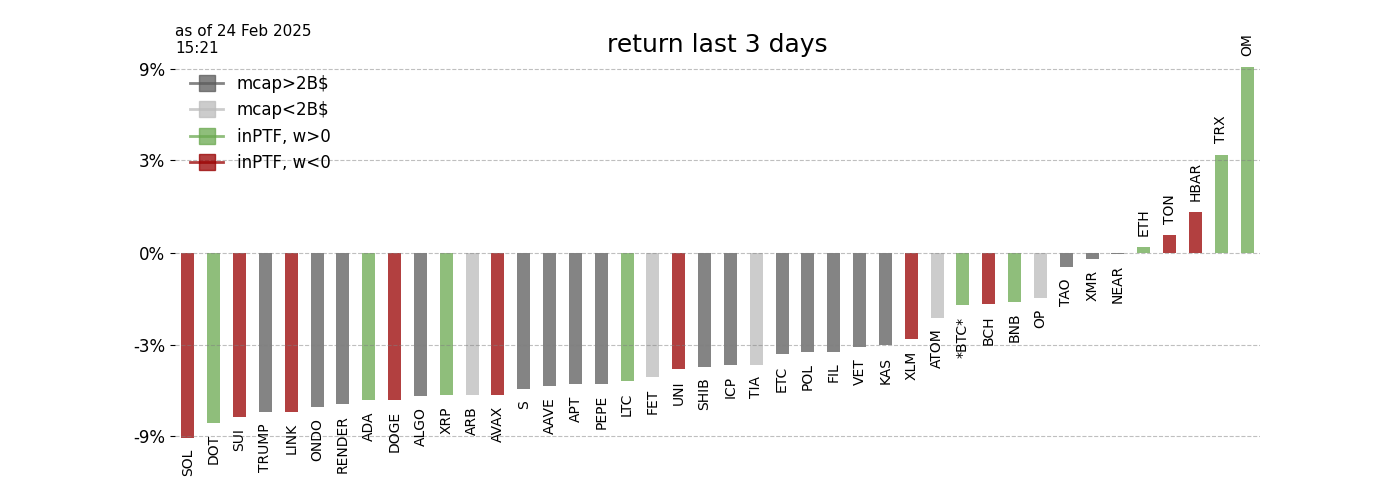 as of 24 Feb 2025
15:21
return last 3 days
9%
3%
0%
-3%
-9%
mcap>2B$
mcap<2B$
inPTF, w>0
inPTF, w<0
SOL
DOT
SUI
TRUMP
LINK
ONDO
RENDER
ADA
DOGE
ALGO
XRP
ARB
AVAX
S
AAVE
APT
PEPE
LTC
FET
UNI
SHIB
ICP
TIA
ETC
POL
FIL
VET
KAS
XLM
ATOM
*BTC*
BCH
BNB
OP
TAO
XMR
NEAR
ETH
TON
HBAR
TRX
OM